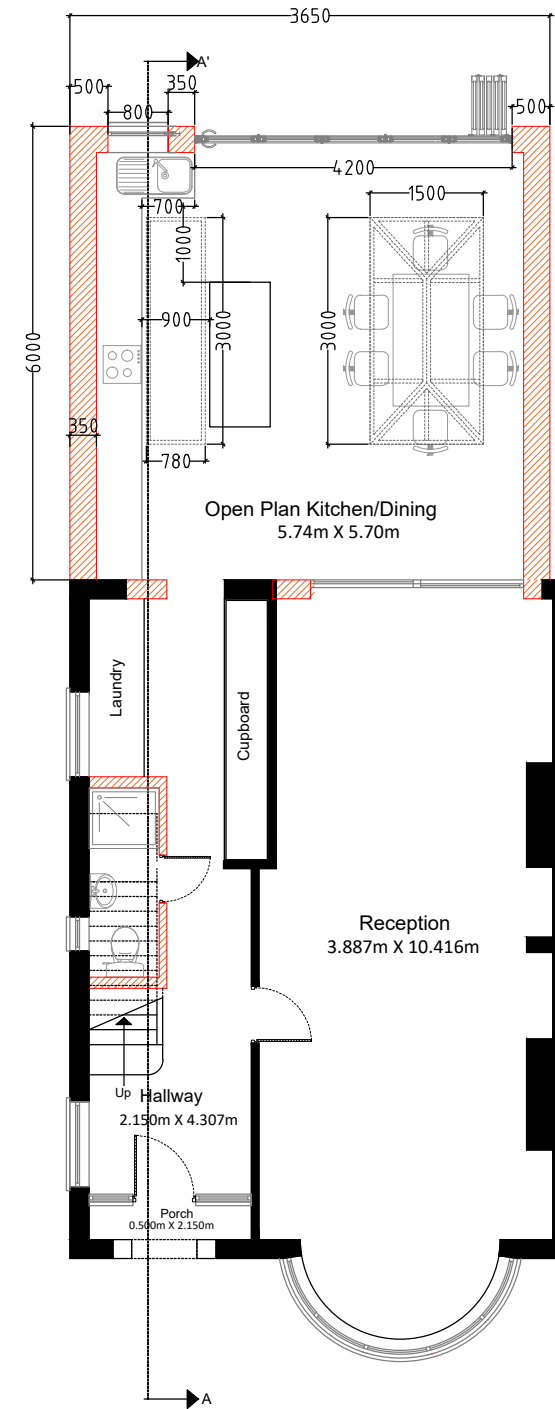 3650
A'
500
350
800
500
4200
1500
700
1000
900
3000
3000
6000
350
780
Open Plan Kitchen/Dining
5.74m X 5.70m
Laundry
Cupboard
Reception
3.887m X 10.416m
Up
Hallway
2.150m X 4.307m
Porch
0.500m X 2.150m
A